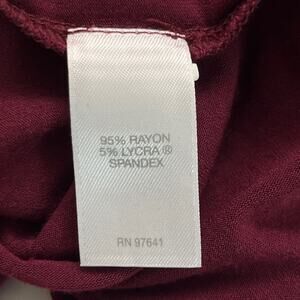 95% RAYON
5% LYCRA ®
SPANDEX
RN 97641